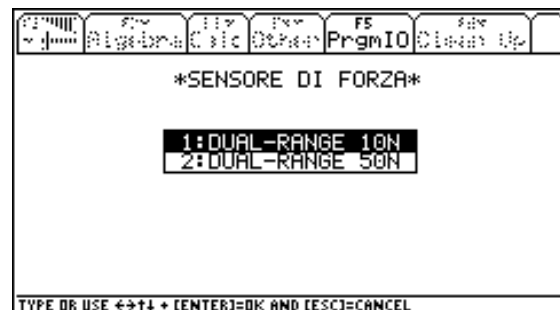 Algebra Calc Other F5 PrgmIO Clean Up
*SENSORE DI FORZA*
1:DUAL-RANGE 10N
2:DUAL-RANGE 50N
TYPE OR USE ←→↑↓ + [ENTER]=OK AND [ESC]=CANCEL